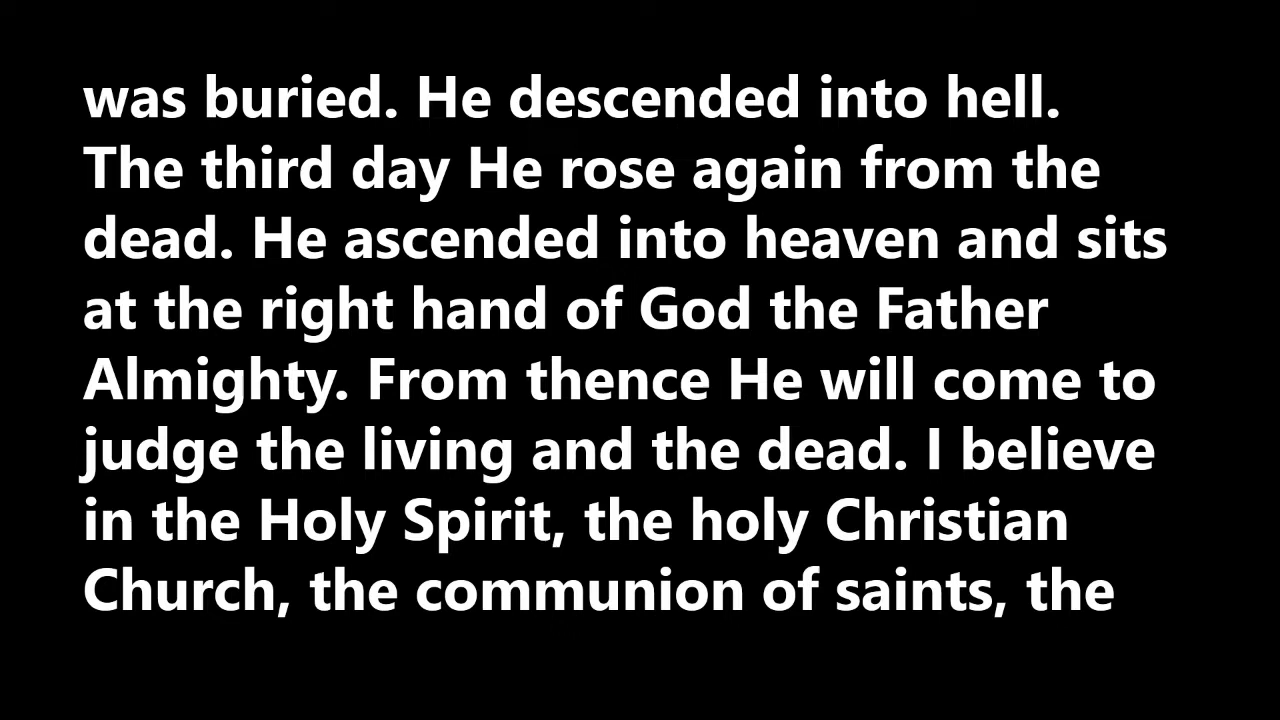 was buried. He descended into hell.
The third day He rose again from the
dead. He ascended into heaven and sits
at the right hand of God the Father
Almighty. From thence He will come to
judge the living and the dead. I believe
in the Holy Spirit, the holy Christian
Church, the communion of saints, the